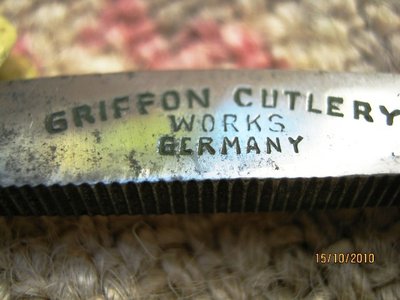 GRIFFON CUTLERY
WORKS
GERMANY
15/10/2010